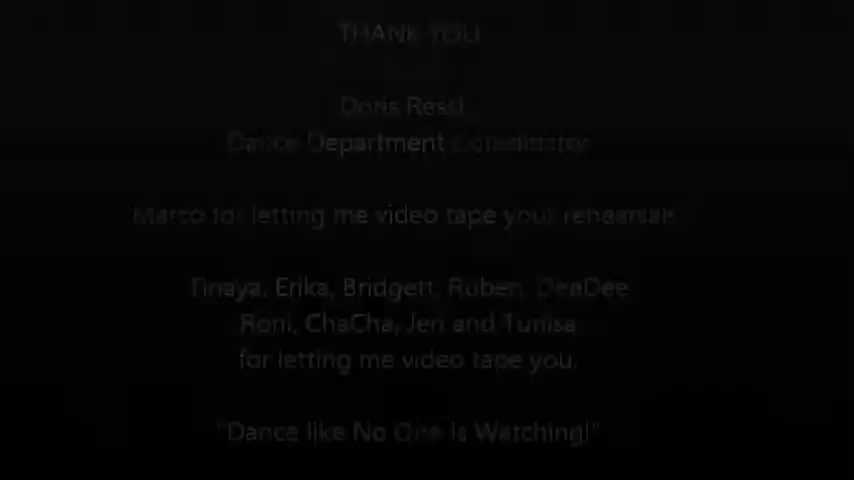 THANK YOU
Doris Ressl
Dance Department Coordinator
Marco for letting me video tape your rehearsals
Tinaya, Erika, Bridgett, Ruben, DeeDee
Roni, ChaCha, Jen and Tunisa
for letting me video tape you.
"Dance like No One Is Watching!"